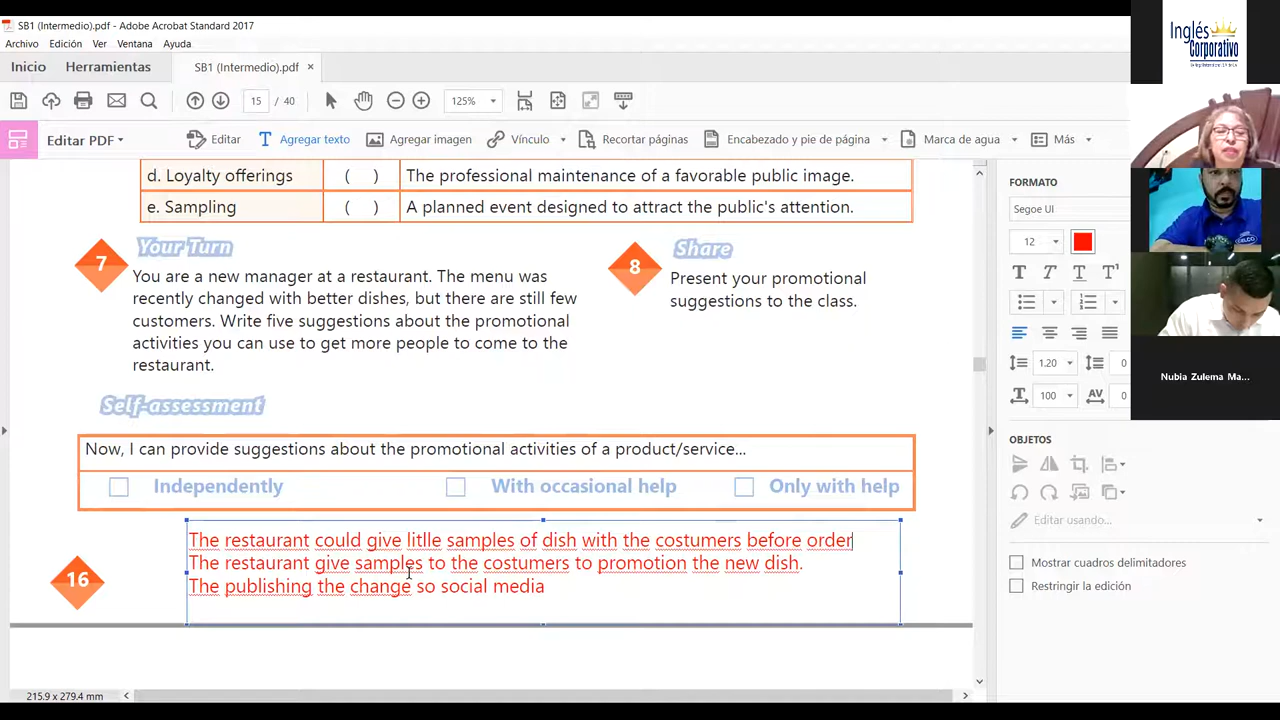 SB1 (Intermedio).pdf - Adobe Acrobat Standard 2017
Archivo Edición Ver Ventana Ayuda
Inicio Herramientas SB1 (Intermedio).pdf ×
15 / 40 125%
Editar PDF Editar Agregar texto Agregar imagen Vínculo Recortar páginas Encabezado y pie de página Marca de agua Más
d. Loyalty offerings ( ) The professional maintenance of a favorable public image.
e. Sampling ( ) A planned event designed to attract the public's attention.
7 Your Turn
You are a new manager at a restaurant. The menu was
recently changed with better dishes, but there are still few
customers. Write five suggestions about the promotional
activities you can use to get more people to come to the
restaurant.
8 Share
Present your promotional
suggestions to the class.
Self-assessment
Now, I can provide suggestions about the promotional activities of a product/service...
Independently With occasional help Only with help
The restaurant could give litlle samples of dish with the costumers before order
The restaurant give samples to the costumers to promotion the new dish.
The publishing the change so social media
16
215.9 x 279.4 mm
FORMATO
Segoe UI
12
T T T T¹
1.20 0
100 AV 0
OBJETOS
Editar usando...
Mostrar cuadros delimitadores
Restringir la edición
Inglés
Corporativo
Nubia Zulema Ma...